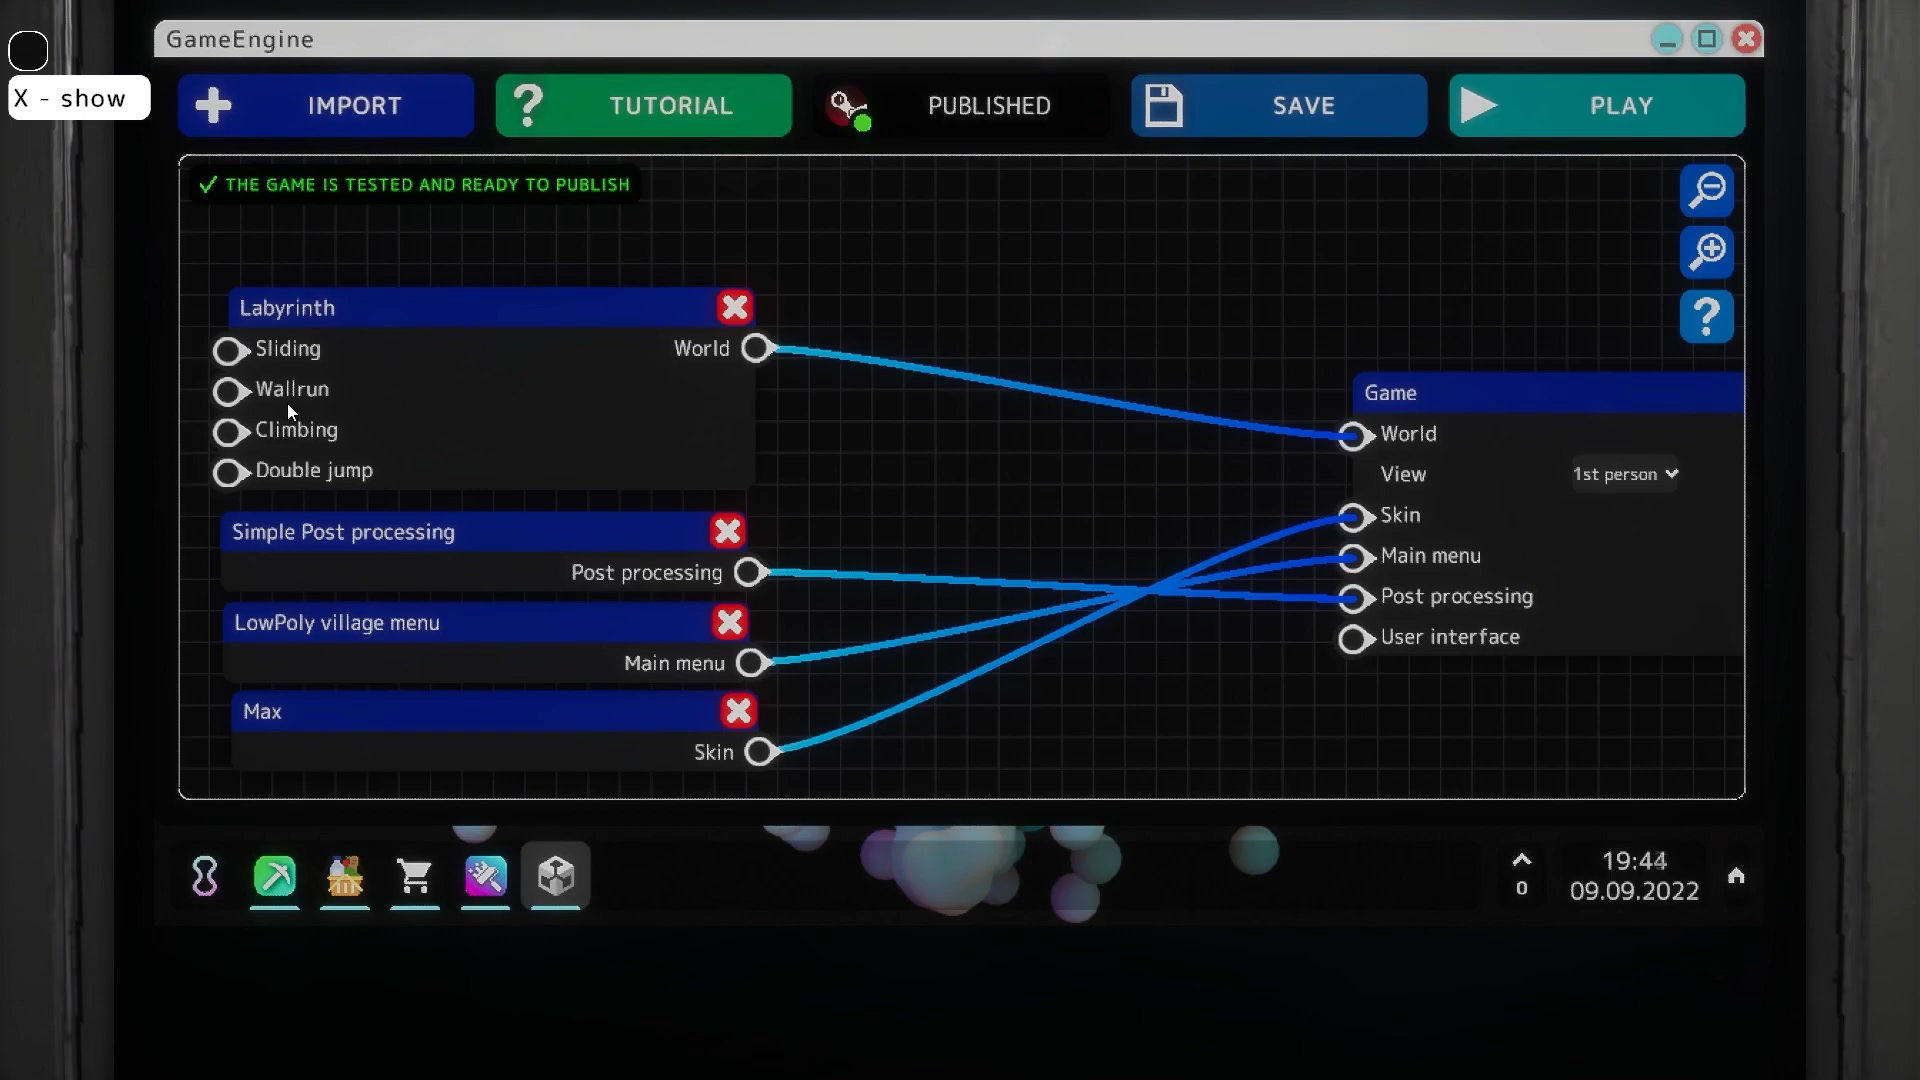 GameEngine
X - show
IMPORT
TUTORIAL
PUBLISHED
SAVE
PLAY
THE GAME IS TESTED AND READY TO PUBLISH
Labyrinth
Sliding
World
Wallrun
Climbing
Double jump
Simple Post processing
Post processing
LowPoly village menu
Main menu
Max
Skin
Game
World
View
1st person
Skin
Main menu
Post processing
User interface
0
19:44
09.09.2022